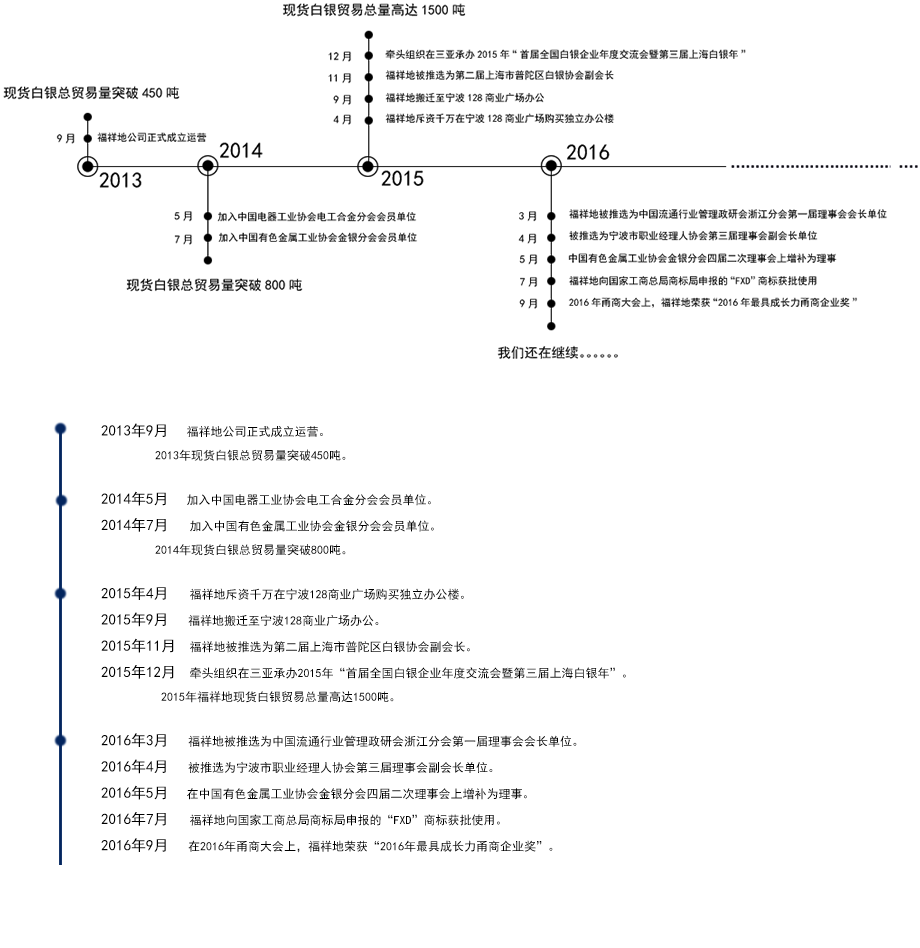 现货白银贸易总量高达 1500 吨
12 月 牵头组织在三亚承办 2015 年 “ 首届全国白银企业年度交流会暨第三届上海白银年 ”
11 月 福祥地被推选为第二届上海市普陀区白银协会副会长
9 月 福祥地搬迁至宁波 128 商业广场办公
4 月 福祥地斥资千万在宁波 128 商业广场购买独立办公楼
现货白银总贸易量突破 450 吨
9 月 福祥地公司正式成立运营
2013
2014
2015
2016
5 月 加入中国电器工业协会电工合金分会会员单位
7 月 加入中国有色金属工业协会金银分会会员单位
现货白银总贸易量突破 800 吨
3 月 福祥地被推选为中国流通行业管理政研会浙江分会第一届理事会会长单位
4 月 被推选为宁波市职业经理人协会第三届理事会副会长单位
5 月 中国有色金属工业协会金银分会四届二次理事会上增补为理事
7 月 福祥地向国家工商总局商标局申报的 “FXD” 商标获批使用
9 月 2016 年甬商大会上，福祥地荣获 “2016 年最具成长力甬商企业奖 ”
我们还在继续。。。。。。
2013年9月 福祥地公司正式成立运营。
2013年现货白银总贸易量突破450吨。
2014年5月 加入中国电器工业协会电工合金分会会员单位。
2014年7月 加入中国有色金属工业协会金银分会会员单位。
2014年现货白银总贸易量突破800吨。
2015年4月 福祥地斥资千万在宁波128商业广场购买独立办公楼。
2015年9月 福祥地搬迁至宁波128商业广场办公。
2015年11月 福祥地被推选为第二届上海市普陀区白银协会副会长。
2015年12月 牵头组织在三亚承办2015年“首届全国白银企业年度交流会暨第三届上海白银年”。
2015年福祥地现货白银贸易总量高达1500吨。
2016年3月 福祥地被推选为中国流通行业管理政研会浙江分会第一届理事会会长单位。
2016年4月 被推选为宁波市职业经理人协会第三届理事会副会长单位。
2016年5月 在中国有色金属工业协会金银分会四届二次理事会上增补为理事。
2016年7月 福祥地向国家工商总局商标局申报的“FXD”商标获批使用。
2016年9月 在2016年甬商大会上，福祥地荣获“2016年最具成长力甬商企业奖”。